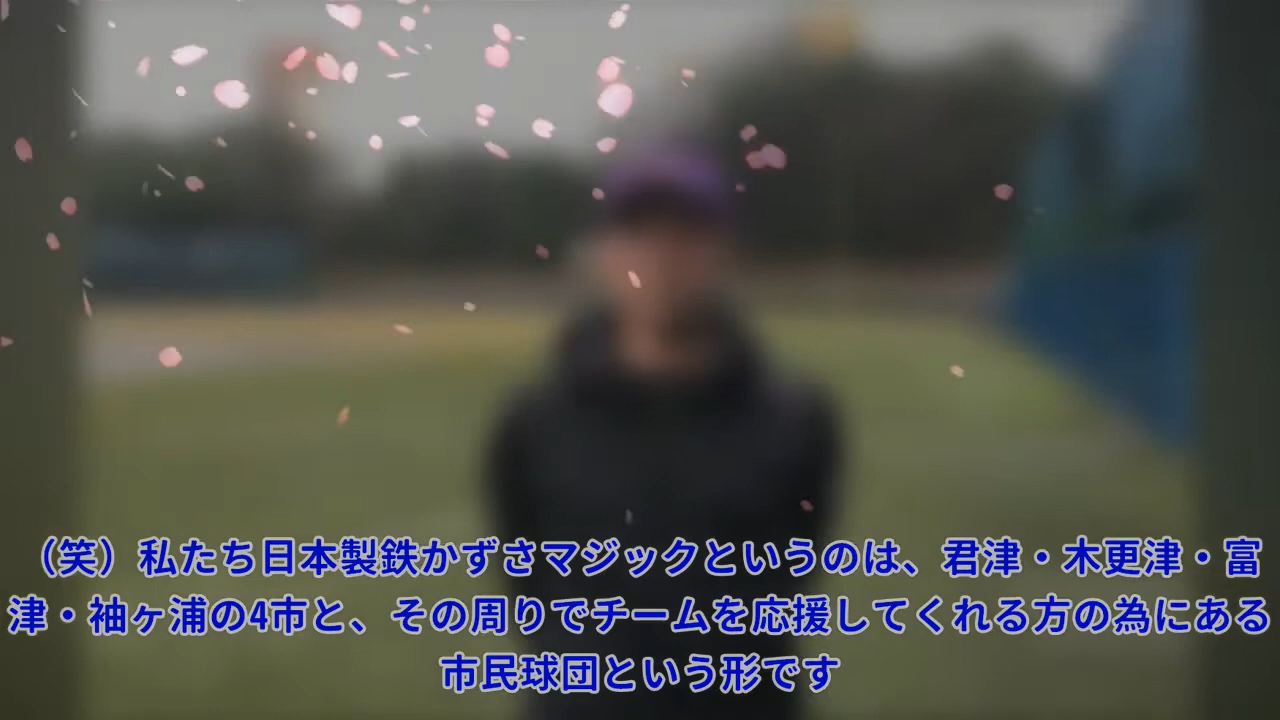 （笑）私たち日本製鉄かずさマジックというのは、君津・木更津・富
津・袖ヶ浦の4市と、その周りでチームを応援してくれる方の為にある
市民球団という形です